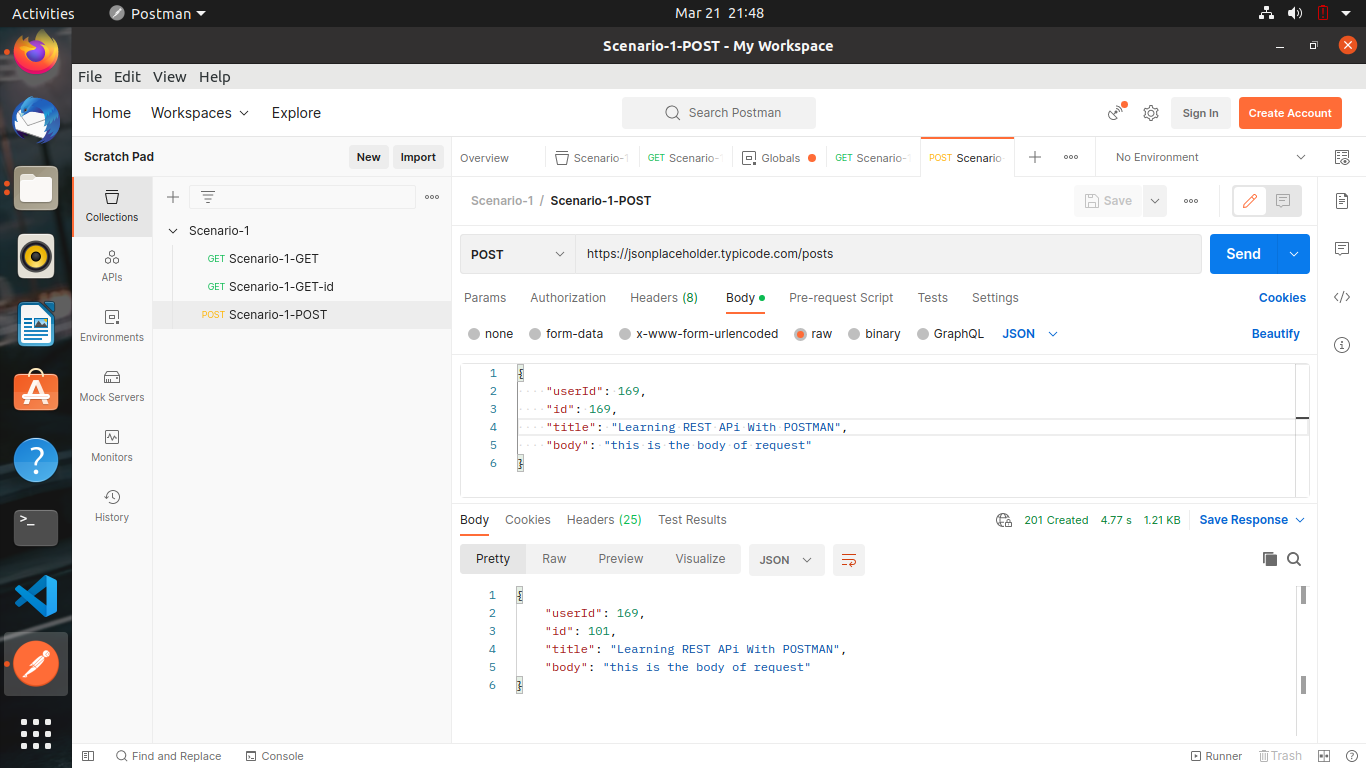 Activities Postman Mar 21 21:48
Scenario-1-POST - My Workspace
File Edit View Help
Home Workspaces Explore Search Postman Sign In Create Account
Scratch Pad New Import
Overview Scenario-1 GET Scenario- Globals GET Scenario- POST Scenario- No Environment
Collections
APIs
Environments
Mock Servers
Monitors
History
Scenario-1
GET Scenario-1-GET
GET Scenario-1-GET-id
POST Scenario-1-POST
Scenario-1 / Scenario-1-POST Save
POST https://jsonplaceholder.typicode.com/posts Send
Params Authorization Headers (8) Body Pre-request Script Tests Settings Cookies
none form-data x-www-form-urlencoded raw binary GraphQL JSON Beautify
1 {
2 "userId": 169,
3 "id": 169,
4 "title": "Learning REST APi With POSTMAN",
5 "body": "this is the body of request"
6 }
Body Cookies Headers (25) Test Results 201 Created 4.77 s 1.21 KB Save Response
Pretty Raw Preview Visualize JSON
1 {
2 "userId": 169,
3 "id": 101,
4 "title": "Learning REST APi With POSTMAN",
5 "body": "this is the body of request"
6 }
Find and Replace Console Runner Trash